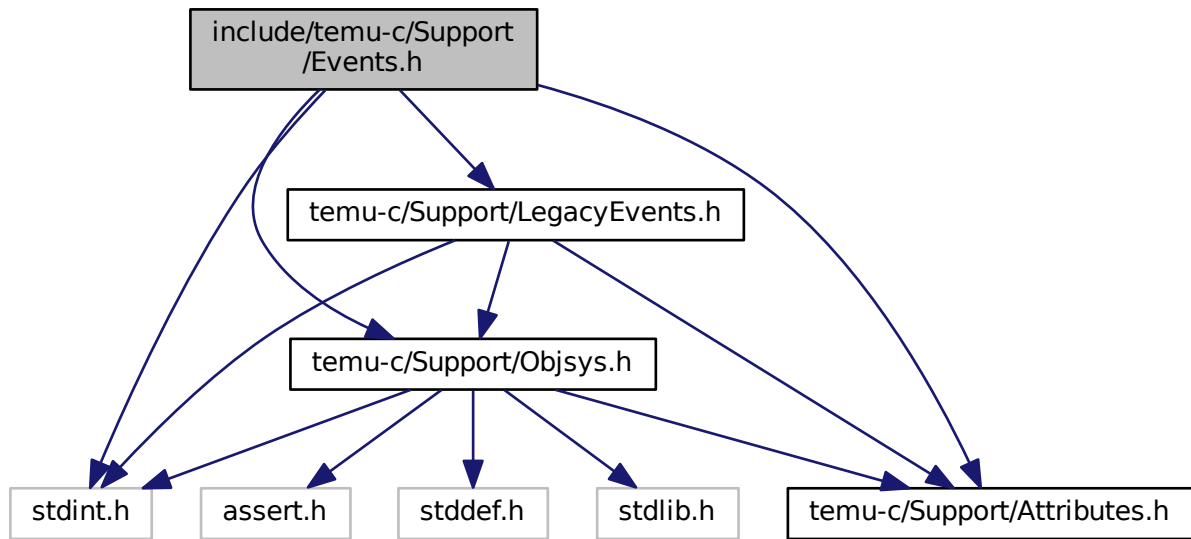 include/temu-c/Support
/Events.h
temu-c/Support/LegacyEvents.h
temu-c/Support/Objsys.h
stdint.h
assert.h
stddef.h
stdlib.h
temu-c/Support/Attributes.h